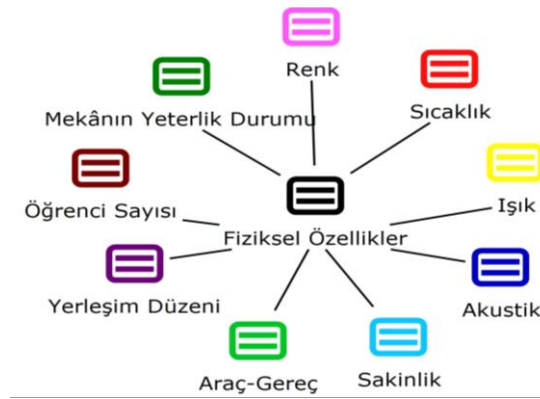 Renk
Sıcaklık
Mekânın Yeterlik Durumu
Öğrenci Sayısı
Işık
Fiziksel Özellikler
Yerleşim Düzeni
Akustik
Araç-Gereç
Sakinlik